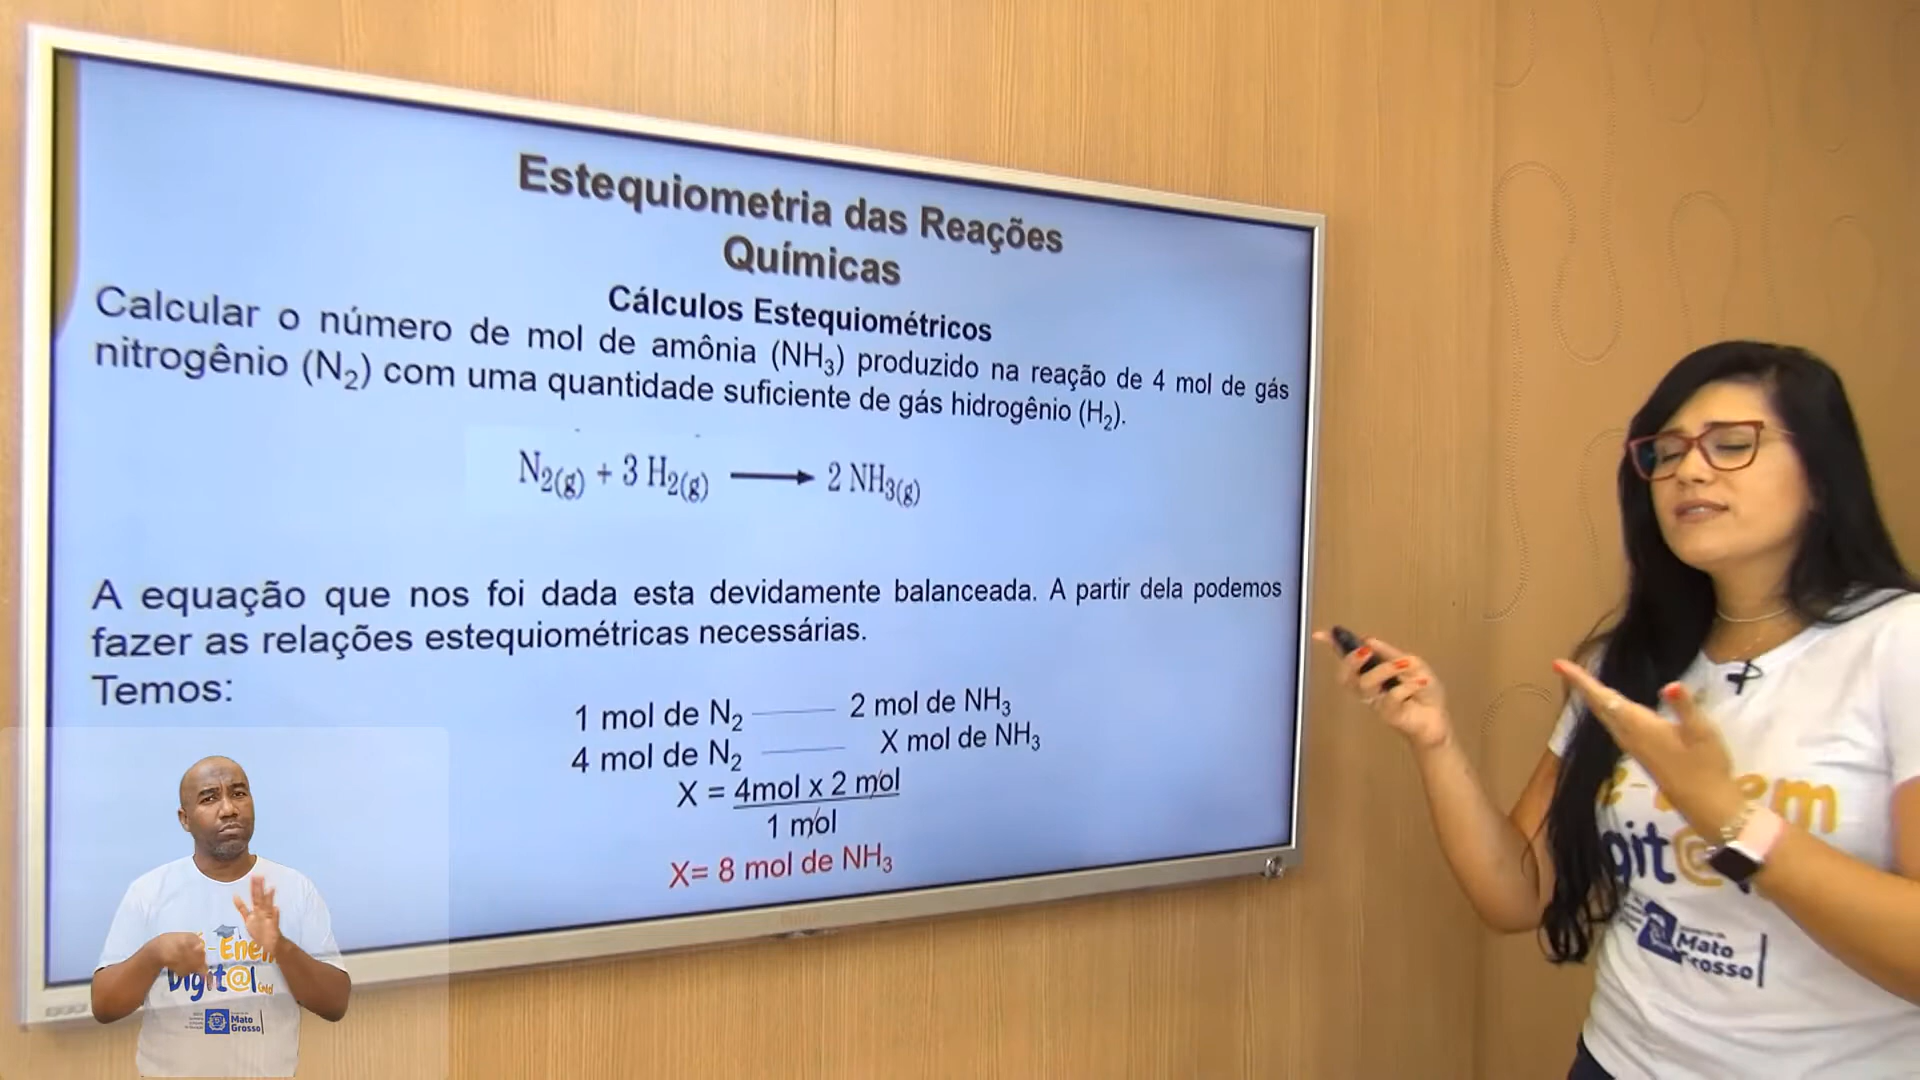 Estequiometria das Reações
Químicas
Cálculos Estequiométricos
Calcular o número de mol de amônia (NH₃) produzido na reação de 4 mol de gás
nitrogênio (N₂) com uma quantidade suficiente de gás hidrogênio (H₂).
N₂(g) + 3 H₂(g) ⟶ 2 NH₃(g)
A equação que nos foi dada esta devidamente balanceada. A partir dela podemos
fazer as relações estequiométricas necessárias.
Temos:
1 mol de N₂ —— 2 mol de NH₃
4 mol de N₂ —— X mol de NH₃
X = 4mol x 2 mol
1 mol
X= 8 mol de NH₃
Mato
Grosso
Digit@l
Mato
Grosso